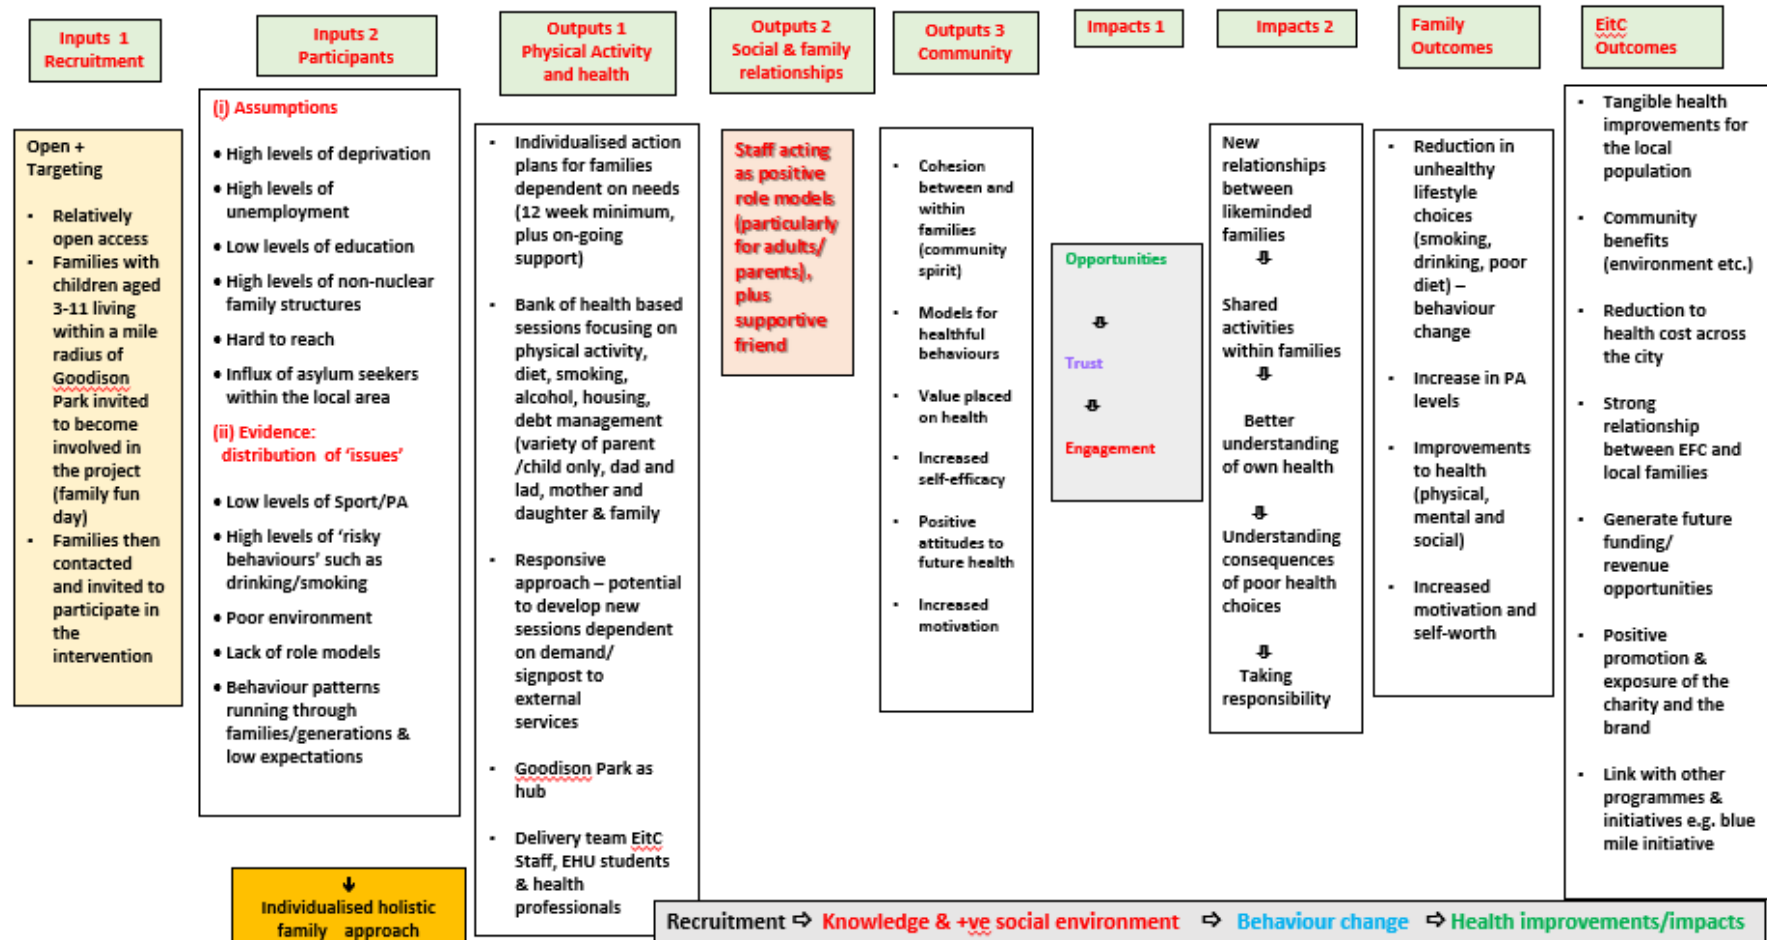 Inputs 1
Recruitment
Open +
Targeting
▪ Relatively
open access
▪ Families with
children aged
3-11 living
within a mile
radius of
Goodison
Park invited
to become
involved in
the project
(family fun
day)
▪ Families then
contacted
and invited to
participate in
the
intervention
Inputs 2
Participants
(i) Assumptions
• High levels of deprivation
• High levels of
unemployment
• Low levels of education
• High levels of non-nuclear
family structures
• Hard to reach
• Influx of asylum seekers
within the local area
(ii) Evidence:
distribution of ‘issues’
• Low levels of Sport/PA
• High levels of ‘risky
behaviours’ such as
drinking/smoking
• Poor environment
• Lack of role models
• Behaviour patterns
running through
families/generations &
low expectations
↓
Individualised holistic
family approach
Outputs 1
Physical Activity
and health
▪ Individualised action
plans for families
dependent on needs
(12 week minimum,
plus on-going
support)
▪ Bank of health based
sessions focusing on
physical activity,
diet, smoking,
alcohol, housing,
debt management
(variety of parent
/child only, dad and
lad, mother and
daughter & family
▪ Responsive
approach – potential
to develop new
sessions dependent
on demand/
signpost to
external
services
▪ Goodison Park as
hub
▪ Delivery team EitC
Staff, EHU students
& health
professionals
Outputs 2
Social & family
relationships
Staff acting
as positive
role models
(particularly
for adults/
parents),
plus
supportive
friend
Outputs 3
Community
▪ Cohesion
between and
within
families
(community
spirit)
▪ Models for
healthful
behaviours
▪ Value placed
on health
▪ Increased
self-efficacy
▪ Positive
attitudes to
future health
▪ Increased
motivation
Impacts 1
Opportunities
⇩
Trust
⇩
Engagement
Impacts 2
New
relationships
between
likeminded
families
⇩
Shared
activities
within families
⇩
Better
understanding
of own health
⇩
Understanding
consequences
of poor health
choices
⇩
Taking
responsibility
Family
Outcomes
▪ Reduction in
unhealthy
lifestyle
choices
(smoking,
drinking, poor
diet) –
behaviour
change
▪ Increase in PA
levels
▪ Improvements
to health
(physical,
mental and
social)
▪ Increased
motivation and
self-worth
EitC
Outcomes
▪ Tangible health
improvements for
the local
population
▪ Community
benefits
(environment etc.)
▪ Reduction to
health cost across
the city
▪ Strong
relationship
between EFC and
local families
▪ Generate future
funding/
revenue
opportunities
▪ Positive
promotion &
exposure of the
charity and the
brand
▪ Link with other
programmes &
initiatives e.g. blue
mile initiative
Recruitment ⇨ Knowledge & +ve social environment ⇨ Behaviour change ⇨ Health improvements/impacts